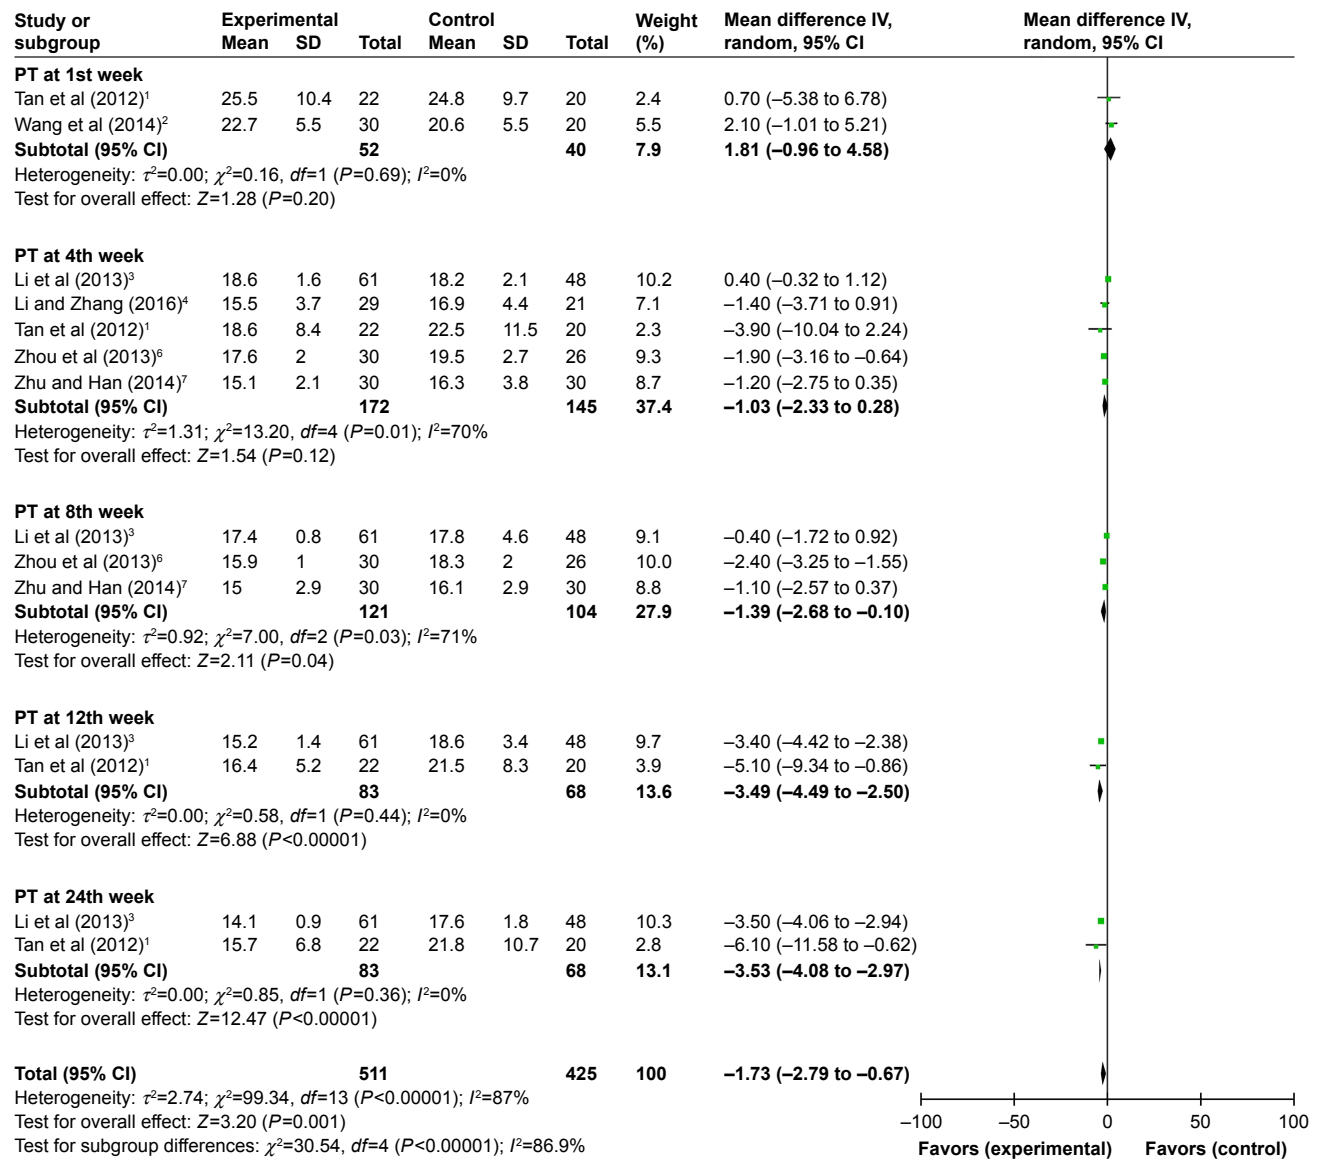 Study or Experimental Control Weight Mean difference IV, Mean difference IV,
subgroup Mean SD Total Mean SD Total (%) random, 95% CI random, 95% CI
PT at 1st week
Tan et al (2012)¹ 25.5 10.4 22 24.8 9.7 20 2.4 0.70 (–5.38 to 6.78)
Wang et al (2014)² 22.7 5.5 30 20.6 5.5 20 5.5 2.10 (–1.01 to 5.21)
Subtotal (95% CI) 52 40 7.9 1.81 (–0.96 to 4.58)
Heterogeneity: τ²=0.00; χ²=0.16, df=1 (P=0.69); I²=0%
Test for overall effect: Z=1.28 (P=0.20)
PT at 4th week
Li et al (2013)³ 18.6 1.6 61 18.2 2.1 48 10.2 0.40 (–0.32 to 1.12)
Li and Zhang (2016)⁴ 15.5 3.7 29 16.9 4.4 21 7.1 –1.40 (–3.71 to 0.91)
Tan et al (2012)¹ 18.6 8.4 22 22.5 11.5 20 2.3 –3.90 (–10.04 to 2.24)
Zhou et al (2013)⁶ 17.6 2 30 19.5 2.7 26 9.3 –1.90 (–3.16 to –0.64)
Zhu and Han (2014)⁷ 15.1 2.1 30 16.3 3.8 30 8.7 –1.20 (–2.75 to 0.35)
Subtotal (95% CI) 172 145 37.4 –1.03 (–2.33 to 0.28)
Heterogeneity: τ²=1.31; χ²=13.20, df=4 (P=0.01); I²=70%
Test for overall effect: Z=1.54 (P=0.12)
PT at 8th week
Li et al (2013)³ 17.4 0.8 61 17.8 4.6 48 9.1 –0.40 (–1.72 to 0.92)
Zhou et al (2013)⁶ 15.9 1 30 18.3 2 26 10.0 –2.40 (–3.25 to –1.55)
Zhu and Han (2014)⁷ 15 2.9 30 16.1 2.9 30 8.8 –1.10 (–2.57 to 0.37)
Subtotal (95% CI) 121 104 27.9 –1.39 (–2.68 to –0.10)
Heterogeneity: τ²=0.92; χ²=7.00, df=2 (P=0.03); I²=71%
Test for overall effect: Z=2.11 (P=0.04)
PT at 12th week
Li et al (2013)³ 15.2 1.4 61 18.6 3.4 48 9.7 –3.40 (–4.42 to –2.38)
Tan et al (2012)¹ 16.4 5.2 22 21.5 8.3 20 3.9 –5.10 (–9.34 to –0.86)
Subtotal (95% CI) 83 68 13.6 –3.49 (–4.49 to –2.50)
Heterogeneity: τ²=0.00; χ²=0.58, df=1 (P=0.44); I²=0%
Test for overall effect: Z=6.88 (P<0.00001)
PT at 24th week
Li et al (2013)³ 14.1 0.9 61 17.6 1.8 48 10.3 –3.50 (–4.06 to –2.94)
Tan et al (2012)¹ 15.7 6.8 22 21.8 10.7 20 2.8 –6.10 (–11.58 to –0.62)
Subtotal (95% CI) 83 68 13.1 –3.53 (–4.08 to –2.97)
Heterogeneity: τ²=0.00; χ²=0.85, df=1 (P=0.36); I²=0%
Test for overall effect: Z=12.47 (P<0.00001)
Total (95% CI) 511 425 100 –1.73 (–2.79 to –0.67)
Heterogeneity: τ²=2.74; χ²=99.34, df=13 (P<0.00001); I²=87%
Test for overall effect: Z=3.20 (P=0.001)
Test for subgroup differences: χ²=30.54, df=4 (P<0.00001); I²=86.9%
–100 –50 0 50 100
Favors (experimental) Favors (control)